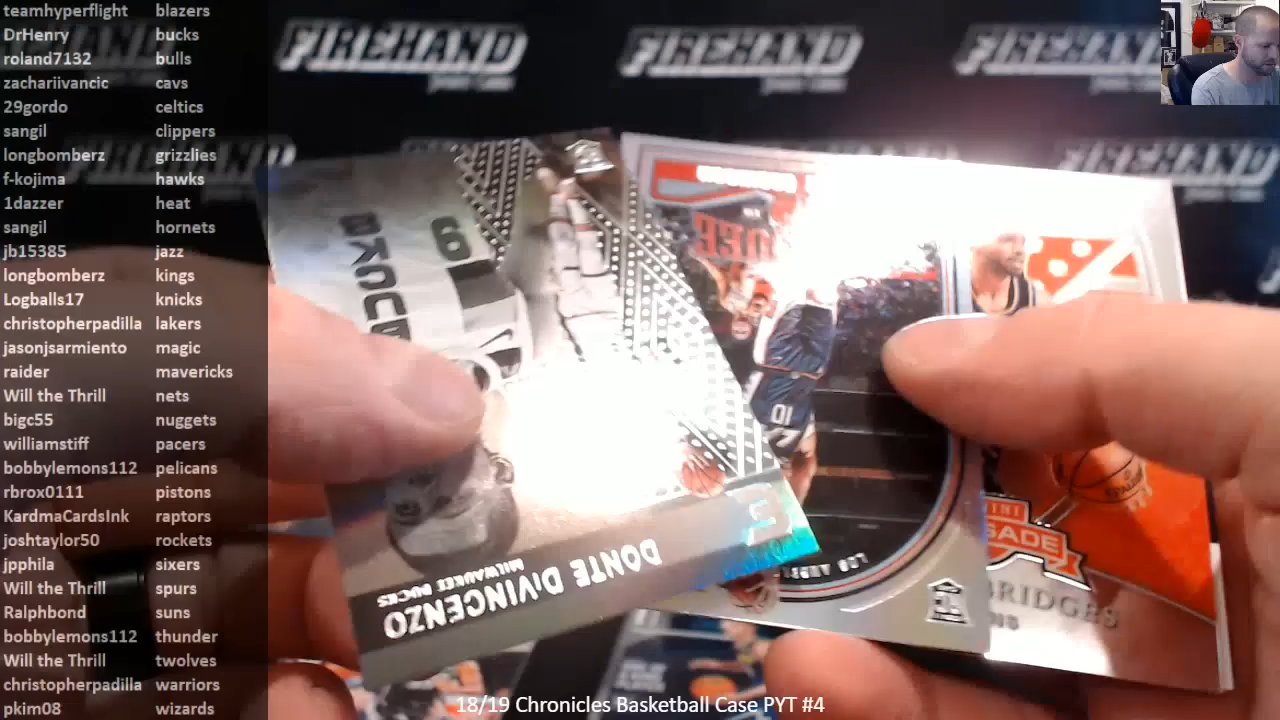 teamhyperflight blazers
DrHenry bucks
roland7132 bulls
zachariivancic cavs
29gordo celtics
sangil clippers
longbomberz grizzlies
f-kojima hawks
1dazzer heat
sangil hornets
jb15385 jazz
longbomberz kings
Logballs17 knicks
christopherpadilla lakers
jasonjsarmiento magic
raider mavericks
Will the Thrill nets
bigc55 nuggets
williamstiff pacers
bobbylemons112 pelicans
rbrox0111 pistons
KardmaCardsInk raptors
joshtaylor50 rockets
jpphila sixers
Will the Thrill spurs
Ralphbond suns
bobbylemons112 thunder
Will the Thrill twolves
christopherpadilla warriors
pkim08 wizards
FIREHAND
FIREHAND
FIREHAND
FIREHAND
BUCKS
9
DONTE DiVINCENZO
MILWAUKEE BUCKS
10
BRIDGES
18/19 Chronicles Basketball Case PYT #4